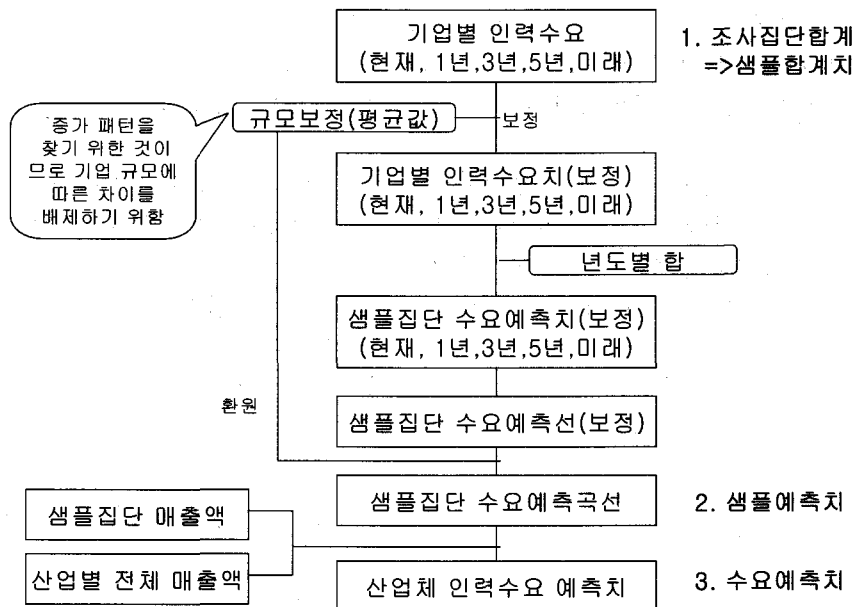 기업별 인력수요
(현재, 1년,3년,5년,미래)
1. 조사집단합계
=>샘플합계치
규모보정(평균값)
보정
증가 패턴을
찾기 위한 것이
므로 기업 규모에
따른 차이를
배제하기 위함
기업별 인력수요치(보정)
(현재, 1년,3년,5년,미래)
년도별 합
샘플집단 수요예측치(보정)
(현재, 1년,3년,5년,미래)
환원
샘플집단 수요예측선(보정)
샘플집단 수요예측곡선
2. 샘플예측치
샘플집단 매출액
산업별 전체 매출액
산업체 인력수요 예측치
3. 수요예측치